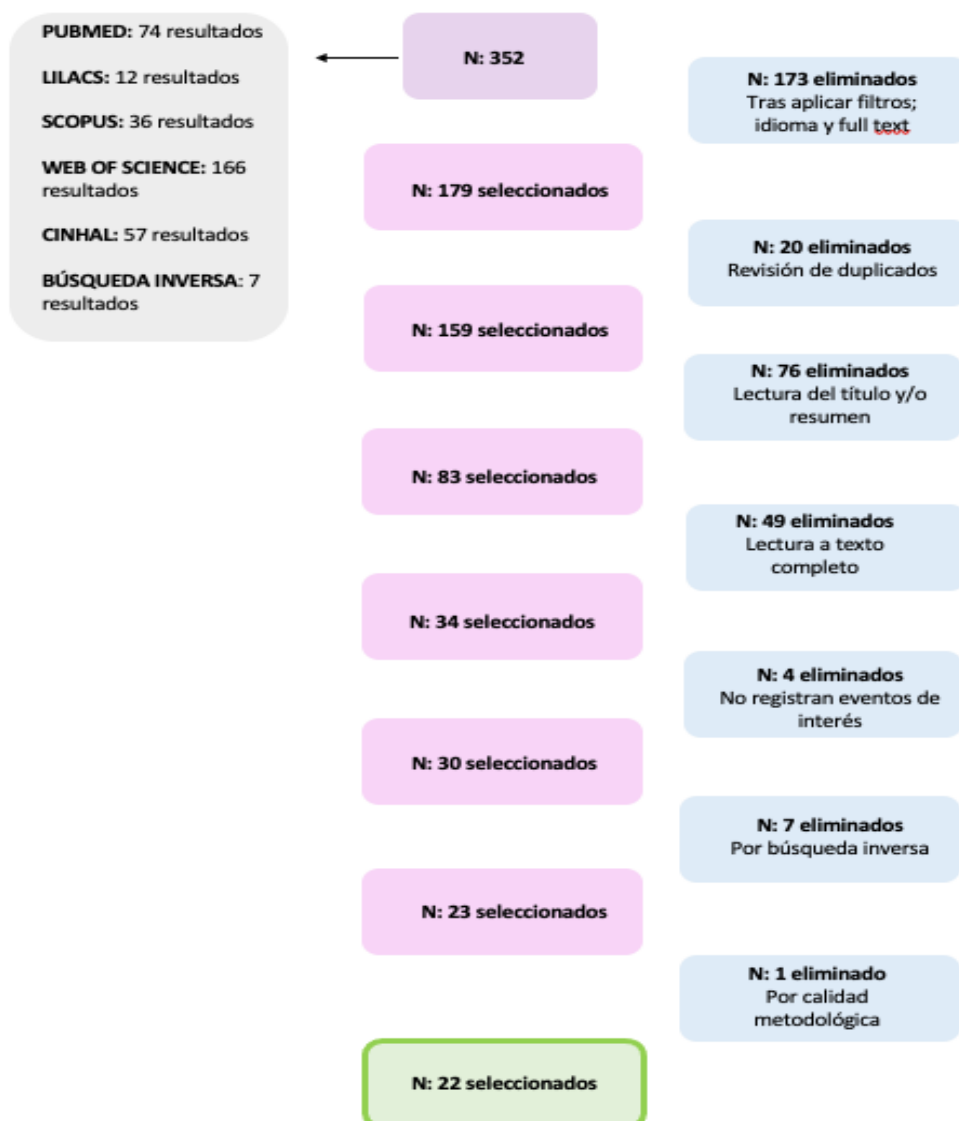 PUBMED: 74 resultados
LILACS: 12 resultados
SCOPUS: 36 resultados
WEB OF SCIENCE: 166
resultados
CINHAL: 57 resultados
BÚSQUEDA INVERSA: 7
resultados
N: 352
N: 173 eliminados
Tras aplicar filtros;
idioma y full text
N: 179 seleccionados
N: 20 eliminados
Revisión de duplicados
N: 159 seleccionados
N: 76 eliminados
Lectura del título y/o
resumen
N: 83 seleccionados
N: 49 eliminados
Lectura a texto
completo
N: 34 seleccionados
N: 4 eliminados
No registran eventos de
interés
N: 30 seleccionados
N: 7 eliminados
Por búsqueda inversa
N: 23 seleccionados
N: 1 eliminado
Por calidad
metodológica
N: 22 seleccionados